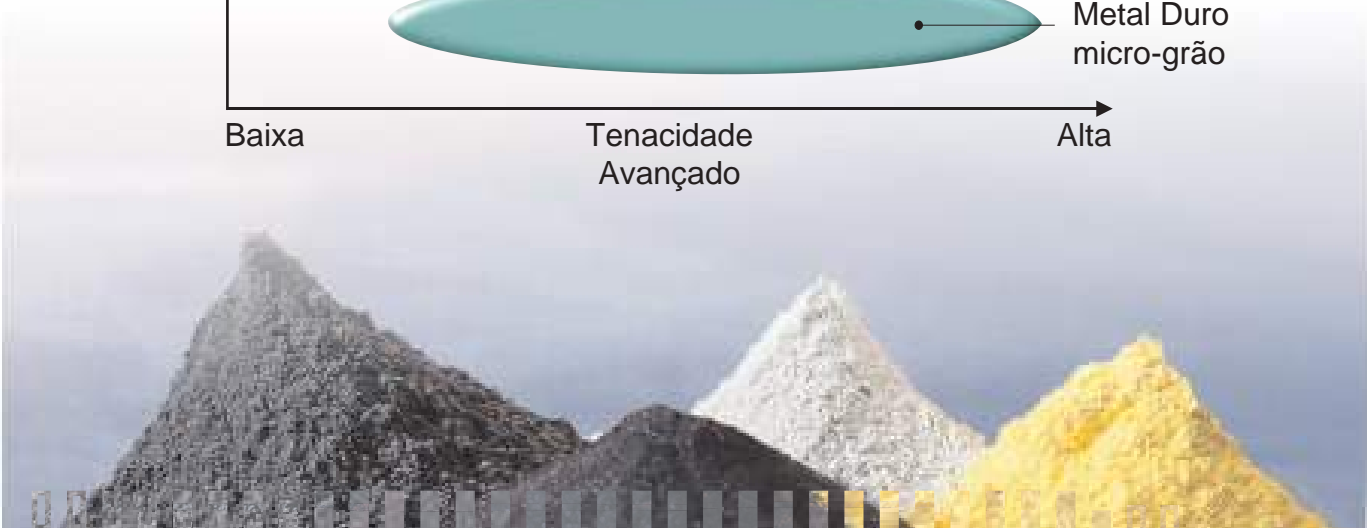 Metal Duro
micro-grão
Baixa
Tenacidade
Alta
Avançado